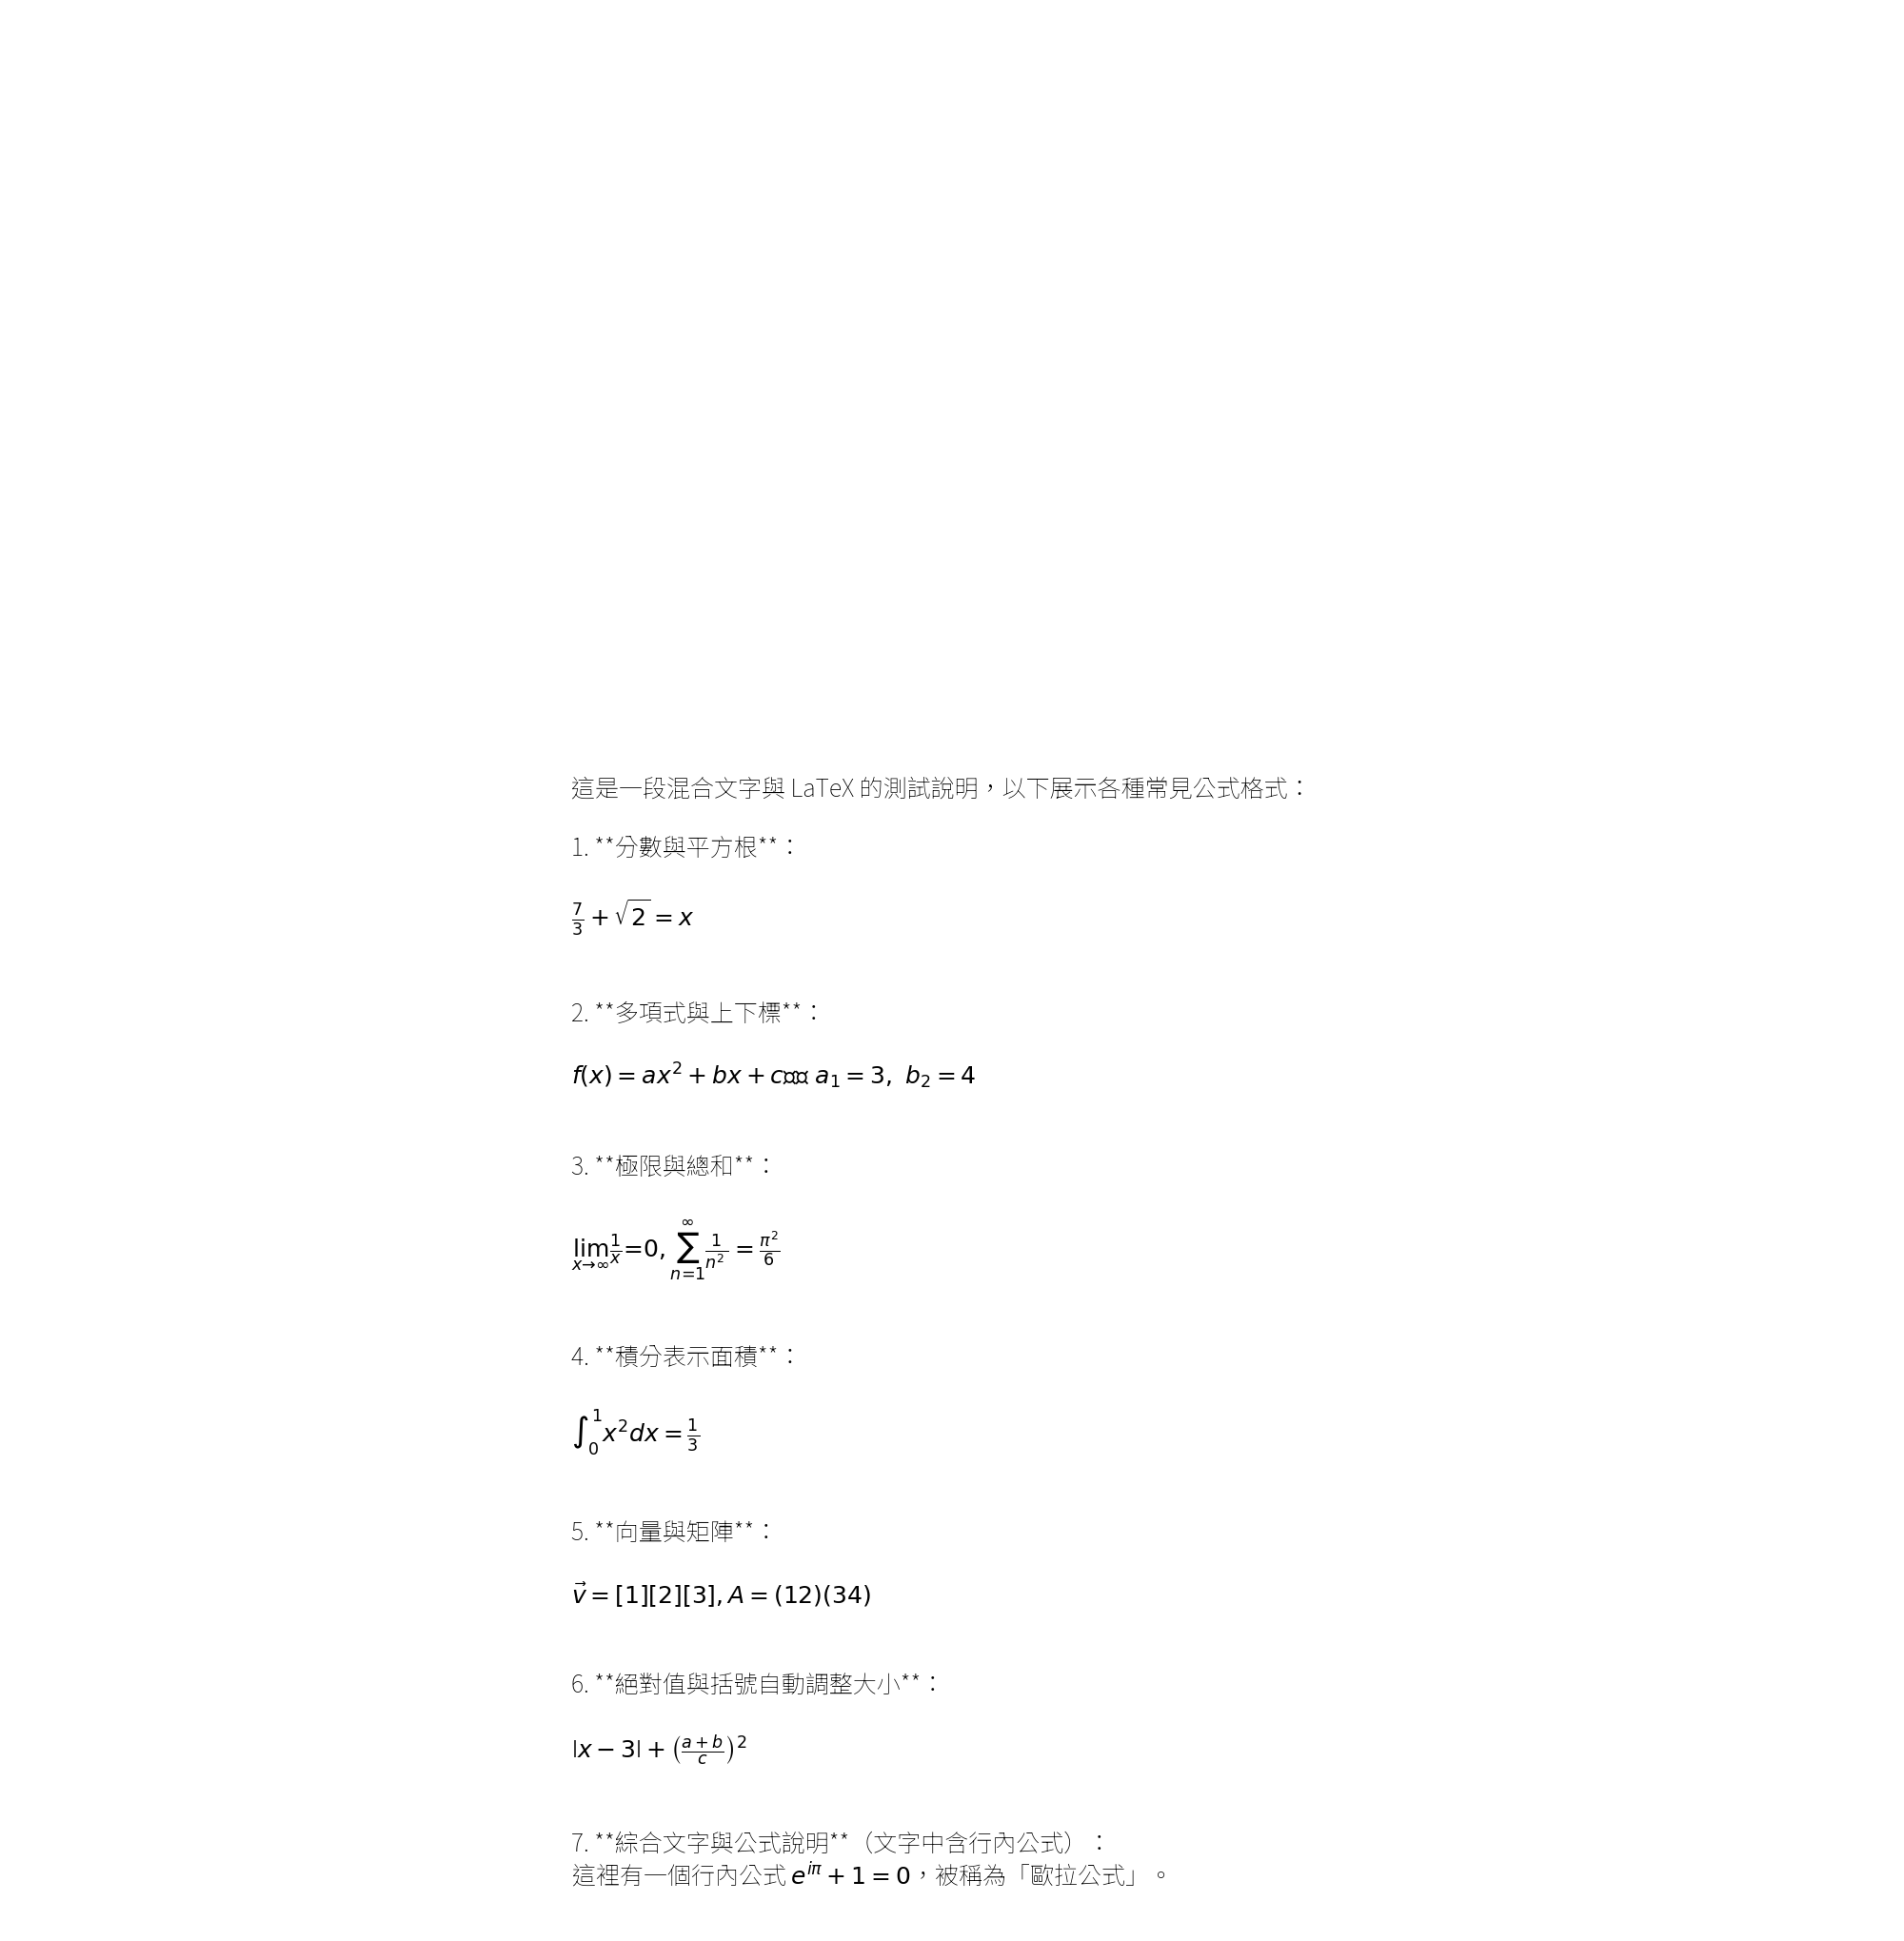 這是一段混合文字與 LaTeX 的測試說明，以下展示各種常見公式格式：
1. **分數與平方根**：
$\frac{7}{3} + \sqrt{2} = x$
2. **多項式與上下標**：
$f(x) = ax^2 + bx + c$ $a_1 = 3,\ b_2 = 4$
3. **極限與總和**：
$\lim_{x \to \infty} \frac{1}{x} = 0, \sum_{n=1}^{\infty} \frac{1}{n^2} = \frac{\pi^2}{6}$
4. **積分表示面積**：
$\int_0^1 x^2 dx = \frac{1}{3}$
5. **向量與矩陣**：
$\vec{v} = [1][2][3], A = (12)(34)$
6. **絕對值與括號自動調整大小**：
$|x - 3| + \left(\frac{a+b}{c}\right)^2$
7. **綜合文字與公式說明**（文字中含行內公式）：
這裡有一個行內公式 $e^{i\pi} + 1 = 0$，被稱為「歐拉公式」。